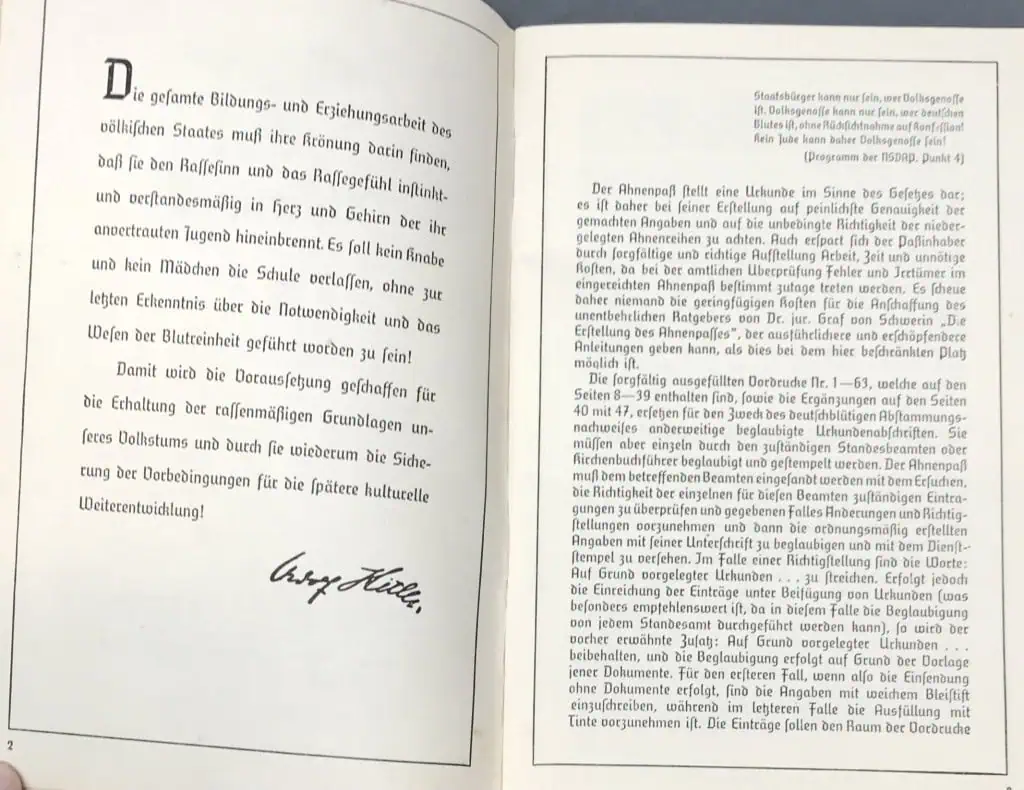 Die gesamte Bildungs- und Erziehungsarbeit des
völkischen Staates muß ihre Krönung darin finden,
daß sie den Rassesinn und das Rassegefühl instinkt-
und verstandesmäßig in Herz und Gehirn der ihr
anvertrauten Jugend hineinbrennt. Es soll kein Knabe
und kein Mädchen die Schule verlassen, ohne zur
letzten Erkenntnis über die Notwendigkeit und das
Wesen der Blutreinheit geführt worden zu sein!
Damit wird die Voraussetzung geschaffen für
die Erhaltung der rassenmäßigen Grundlagen un-
seres Volkstums und durch sie wiederum die Siche-
rung der Vorbedingungen für die spätere kulturelle
Weiterentwicklung!
Adolf Hitler.
2
Staatsbürger kann nur sein, wer Volksgenosse
ist. Volksgenosse kann nur sein, wer deutschen
Blutes ist, ohne Rücksichtnahme auf Konfession!
Kein Jude kann daher Volksgenosse sein!
(Programm der NSDAP. Punkt 4)
Der Ahnenpaß stellt eine Urkunde im Sinne des Gesetzes dar;
es ist daher bei seiner Erstellung auf peinlichste Genauigkeit der
gemachten Angaben und auf die unbedingte Richtigkeit der nieder-
gelegten Ahnenreihen zu achten. Auch erspart sich der Paßinhaber
durch sorgfältige und richtige Aufstellung Arbeit, Zeit und unnötige
Kosten, da bei der amtlichen Überprüfung Fehler und Irrtümer im
eingereichten Ahnenpaß bestimmt zutage treten werden. Es scheue
daher niemand die geringfügigen Kosten für die Anschaffung des
unentbehrlichen Ratgebers von Dr. jur. Graf von Schwerin „Die
Erstellung des Ahnenpasses“, der ausführlichere und erschöpfendere
Anleitungen geben kann, als dies bei dem hier beschränkten Platz
möglich ist.
Die sorgfältig ausgefüllten Vordrucke Nr. 1—63, welche auf den
Seiten 8—39 enthalten sind, sowie die Ergänzungen auf den Seiten
40 mit 47, ersetzen für den Zweck des deutschblütigen Abstammungs-
nachweises anderweitige beglaubigte Urkundenabschriften. Sie
müssen aber einzeln durch den zuständigen Standesbeamten oder
Kirchenbuchführer beglaubigt und gestempelt werden. Der Ahnenpaß
muß dem betreffenden Beamten eingesandt werden mit dem Ersuchen,
die Richtigkeit der einzelnen für diesen Beamten zuständigen Eintra-
gungen zu überprüfen und gegebenen Falles Änderungen und Richtig-
stellungen vorzunehmen und dann die ordnungsmäßig erstellten
Angaben mit seiner Unterschrift zu beglaubigen und mit dem Dienst-
stempel zu versehen. Im Falle einer Richtigstellung sind die Worte:
Auf Grund vorgelegter Urkunden . . . zu streichen. Erfolgt jedoch
die Einreichung der Einträge unter Beifügung von Urkunden (was
besonders empfehlenswert ist, da in diesem Falle die Beglaubigung
von jedem Standesamt durchgeführt werden kann), so wird der
vorher erwähnte Zusatz: Auf Grund vorgelegter Urkunden . . .
beibehalten, und die Beglaubigung erfolgt auf Grund der Vorlage
jener Dokumente. Für den ersteren Fall, wenn also die Einsendung
ohne Dokumente erfolgt, sind die Angaben mit weichem Bleistift
einzuschreiben, während im letzteren Falle die Ausfüllung mit
Tinte vorzunehmen ist. Die Einträge sollen den Raum der Vordrucke